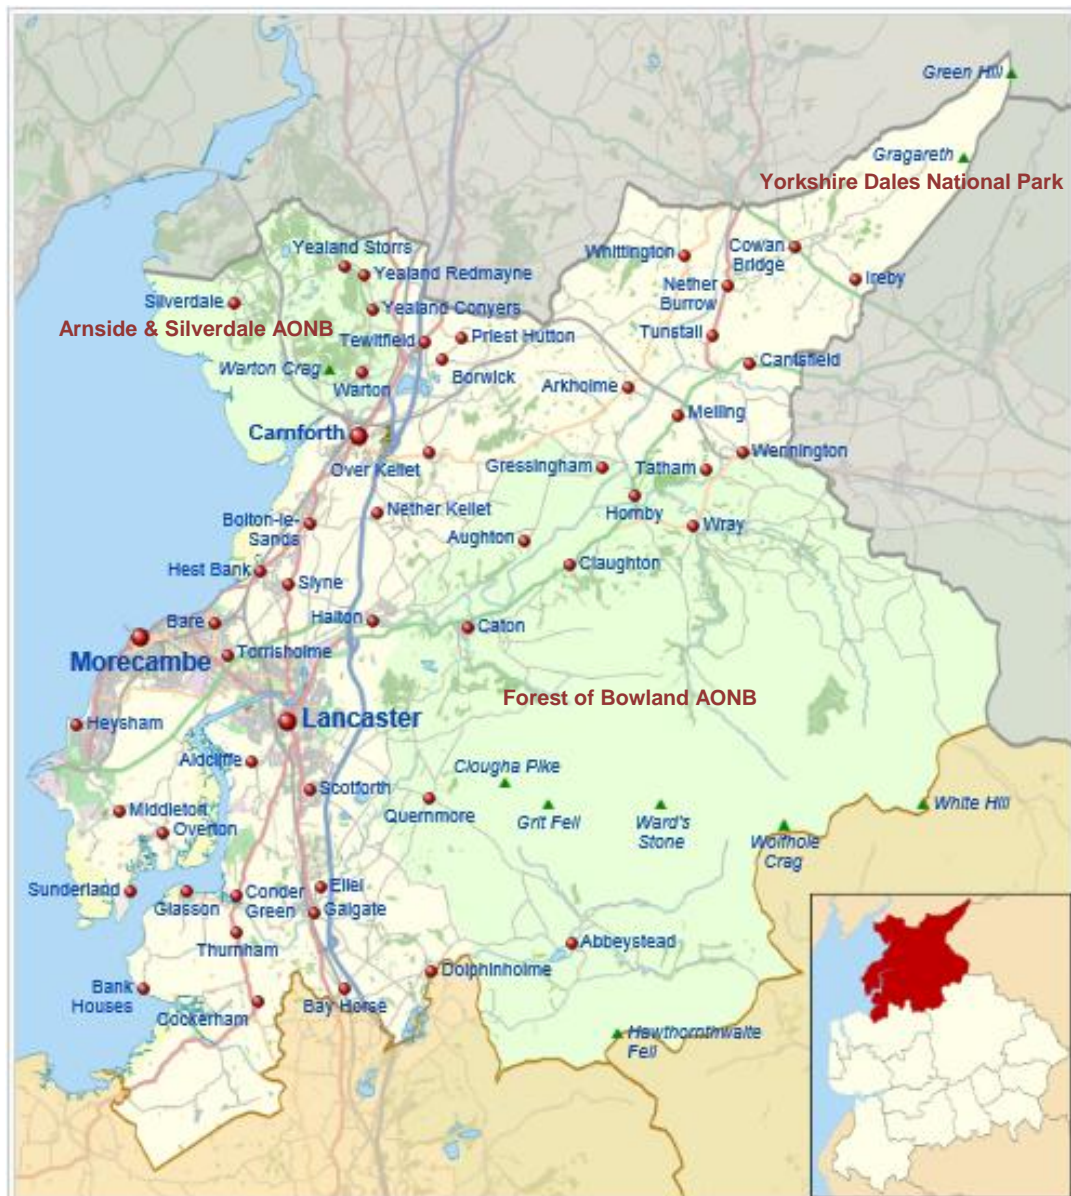 Green Hill
Gragareth
Yorkshire Dales National Park
Yealand Storrs
Whittington
Cowan
Bridge
Yealand Redmayne
Ireby
Nether
Burrow
Silverdale
Yealand Conyers
Arnside & Silverdale AONB
Tewitfield
Priest Hutton
Tunstall
Warton Crag
Warton
Borwick
Cantsfield
Arkholme
Melling
Carnforth
Over Kellet
Gressingham
Tatham
Wennington
Nether Kellet
Hornby
Wray
Bolton-le-
Sands
Aughton
Claughton
Hest Bank
Slyne
Bare
Halton
Caton
Morecambe
Torrisholme
Forest of Bowland AONB
Heysham
Lancaster
Aldcliffe
Clougha Pike
Scotforth
Middleton
Quernmore
Grit Fell
Ward's
Stone
White Hill
Overton
Wolfhole
Crag
Sunderland
Glasson
Conder
Green
Ellel
Galgate
Thurnham
Abbeystead
Dolphinholme
Bank
Houses
Cockerham
Bay Horse
Hawthornthwaite
Fell